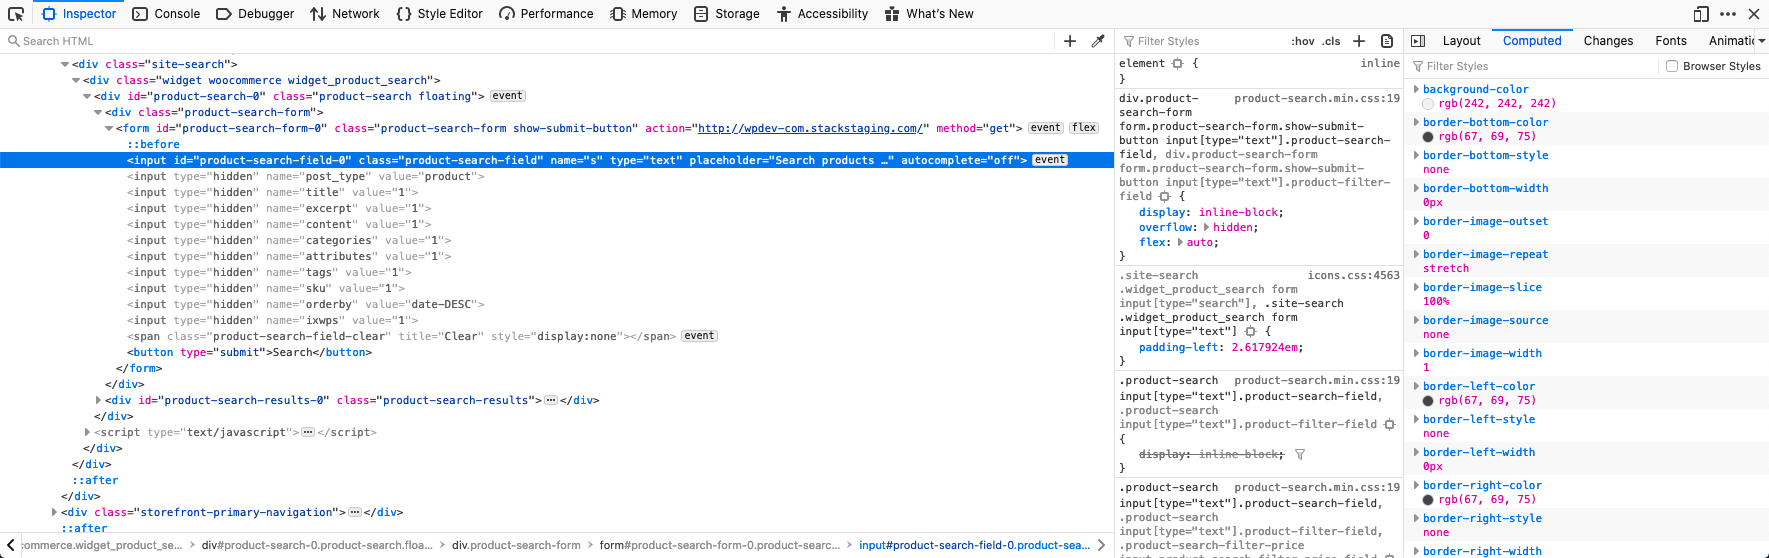 Inspector Console Debugger Network Style Editor Performance Memory Storage Accessibility What's New
Search HTML
<div class="site-search">
<div class="widget woocommerce widget_product_search">
<div id="product-search-0" class="product-search floating"> event
<div class="product-search-form">
<form id="product-search-form-0" class="product-search-form show-submit-button" action="http://wpdev-com.stackstaging.com/" method="get"> event flex
::before
<input id="product-search-field-0" class="product-search-field" name="s" type="text" placeholder="Search products …" autocomplete="off"> event
<input type="hidden" name="post_type" value="product">
<input type="hidden" name="title" value="1">
<input type="hidden" name="excerpt" value="1">
<input type="hidden" name="content" value="1">
<input type="hidden" name="categories" value="1">
<input type="hidden" name="attributes" value="1">
<input type="hidden" name="tags" value="1">
<input type="hidden" name="sku" value="1">
<input type="hidden" name="orderby" value="date-DESC">
<input type="hidden" name="ixwps" value="1">
<span class="product-search-field-clear" title="Clear" style="display:none"></span> event
<button type="submit">Search</button>
</form>
</div>
<div id="product-search-results-0" class="product-search-results"> … </div>
</div>
<script type="text/javascript"> … </script>
</div>
</div>
::after
</div>
<div class="storefront-primary-navigation"> … </div>
::after
commerce.widget_product_se… > div#product-search-0.product-search.floa… > div.product-search-form > form#product-search-form-0.product-searc… > input#product-search-field-0.product-sea…
Filter Styles :hov .cls
element { inline
}
div.product- product-search.min.css:19
search-form
form.product-search-form.show-submit-
button input[type="text"].product-search-
field, div.product-search-form
form.product-search-form.show-submit-
button input[type="text"].product-filter-
field {
display: inline-block;
overflow: hidden;
flex: auto;
}
.site-search icons.css:4563
.widget_product_search form
input[type="search"], .site-search
.widget_product_search form
input[type="text"] {
padding-left: 2.617924em;
}
.product-search product-search.min.css:19
input[type="text"].product-search-field,
.product-search
input[type="text"].product-filter-field
{
display: inline-block;
}
.product-search product-search.min.css:19
input[type="text"].product-search-field,
.product-search
input[type="text"].product-filter-field,
.product-search-filter-price
Layout Computed Changes Fonts Animati
Filter Styles Browser Styles
background-color
rgb(242, 242, 242)
border-bottom-color
rgb(67, 69, 75)
border-bottom-style
none
border-bottom-width
0px
border-image-outset
0
border-image-repeat
stretch
border-image-slice
100%
border-image-source
none
border-image-width
1
border-left-color
rgb(67, 69, 75)
border-left-style
none
border-left-width
0px
border-right-color
rgb(67, 69, 75)
border-right-style
none
border-right-width